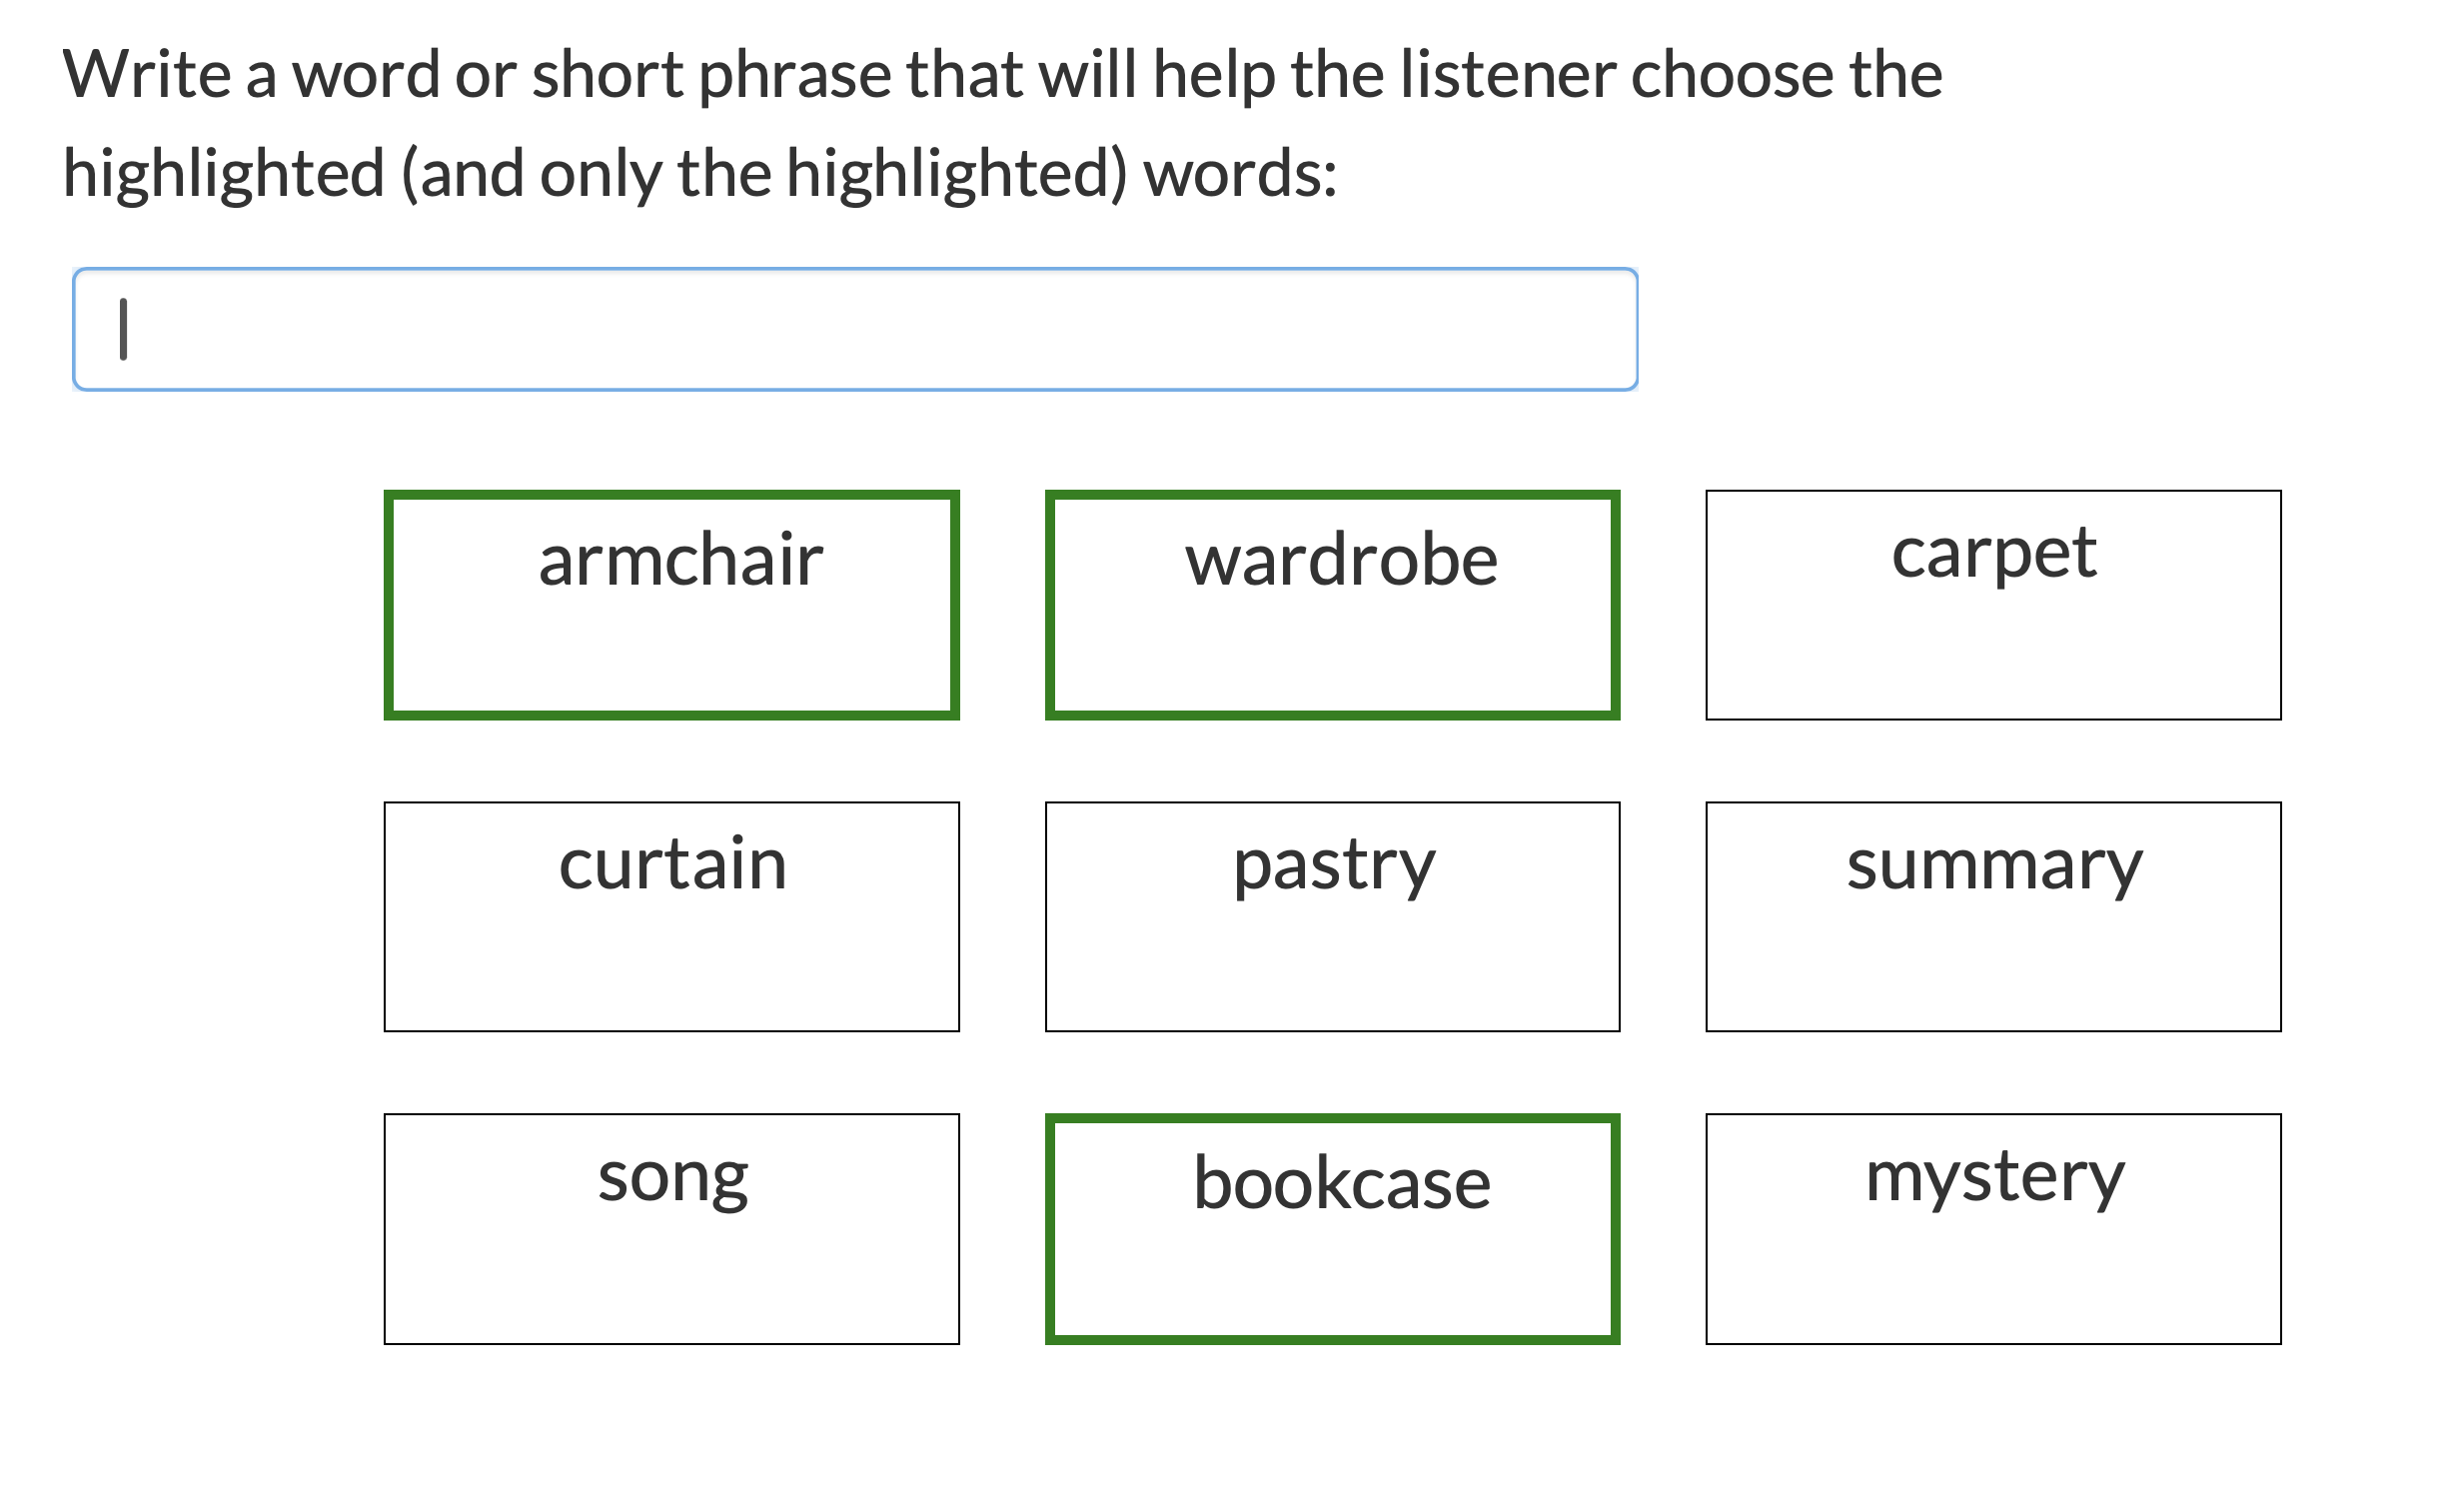 Write a word or short phrase that will help the listener choose the
highlighted (and only the highlighted) words:
armchair
wardrobe
carpet
curtain
pastry
summary
song
bookcase
mystery